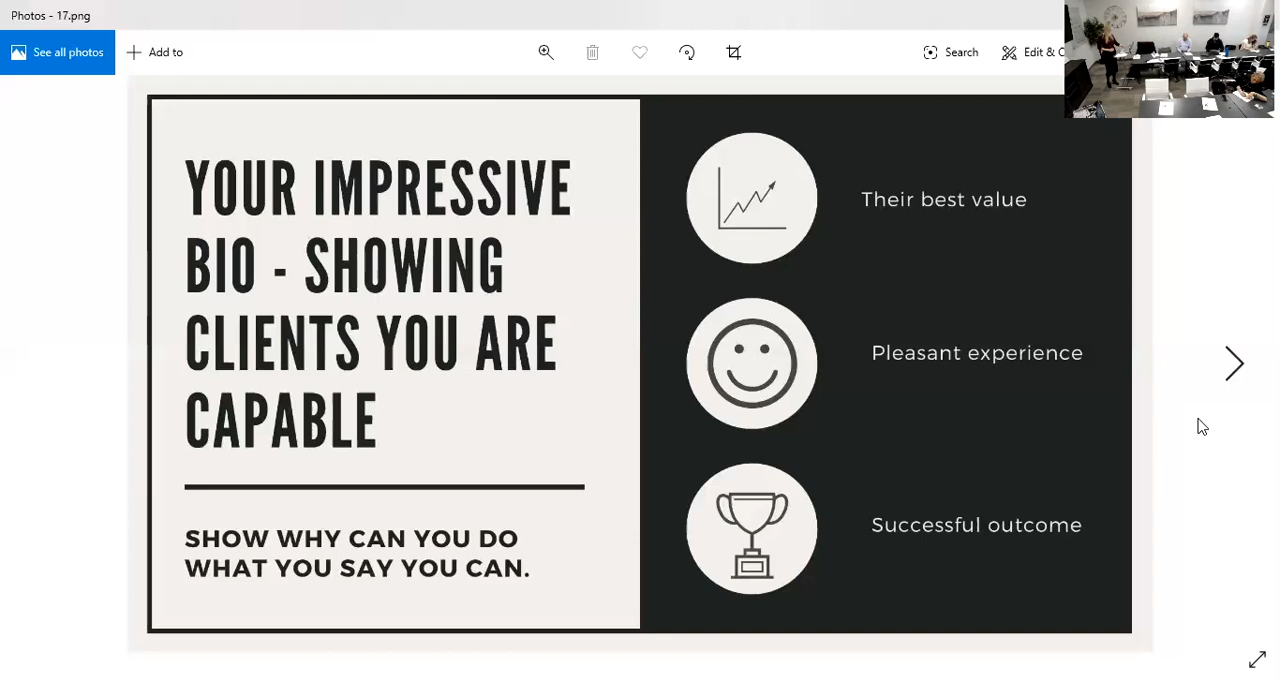 Photos - 17.png
See all photos
Add to
Search
Edit & C
YOUR IMPRESSIVE
BIO - SHOWING
CLIENTS YOU ARE
CAPABLE
SHOW WHY CAN YOU DO
WHAT YOU SAY YOU CAN.
Their best value
Pleasant experience
Successful outcome